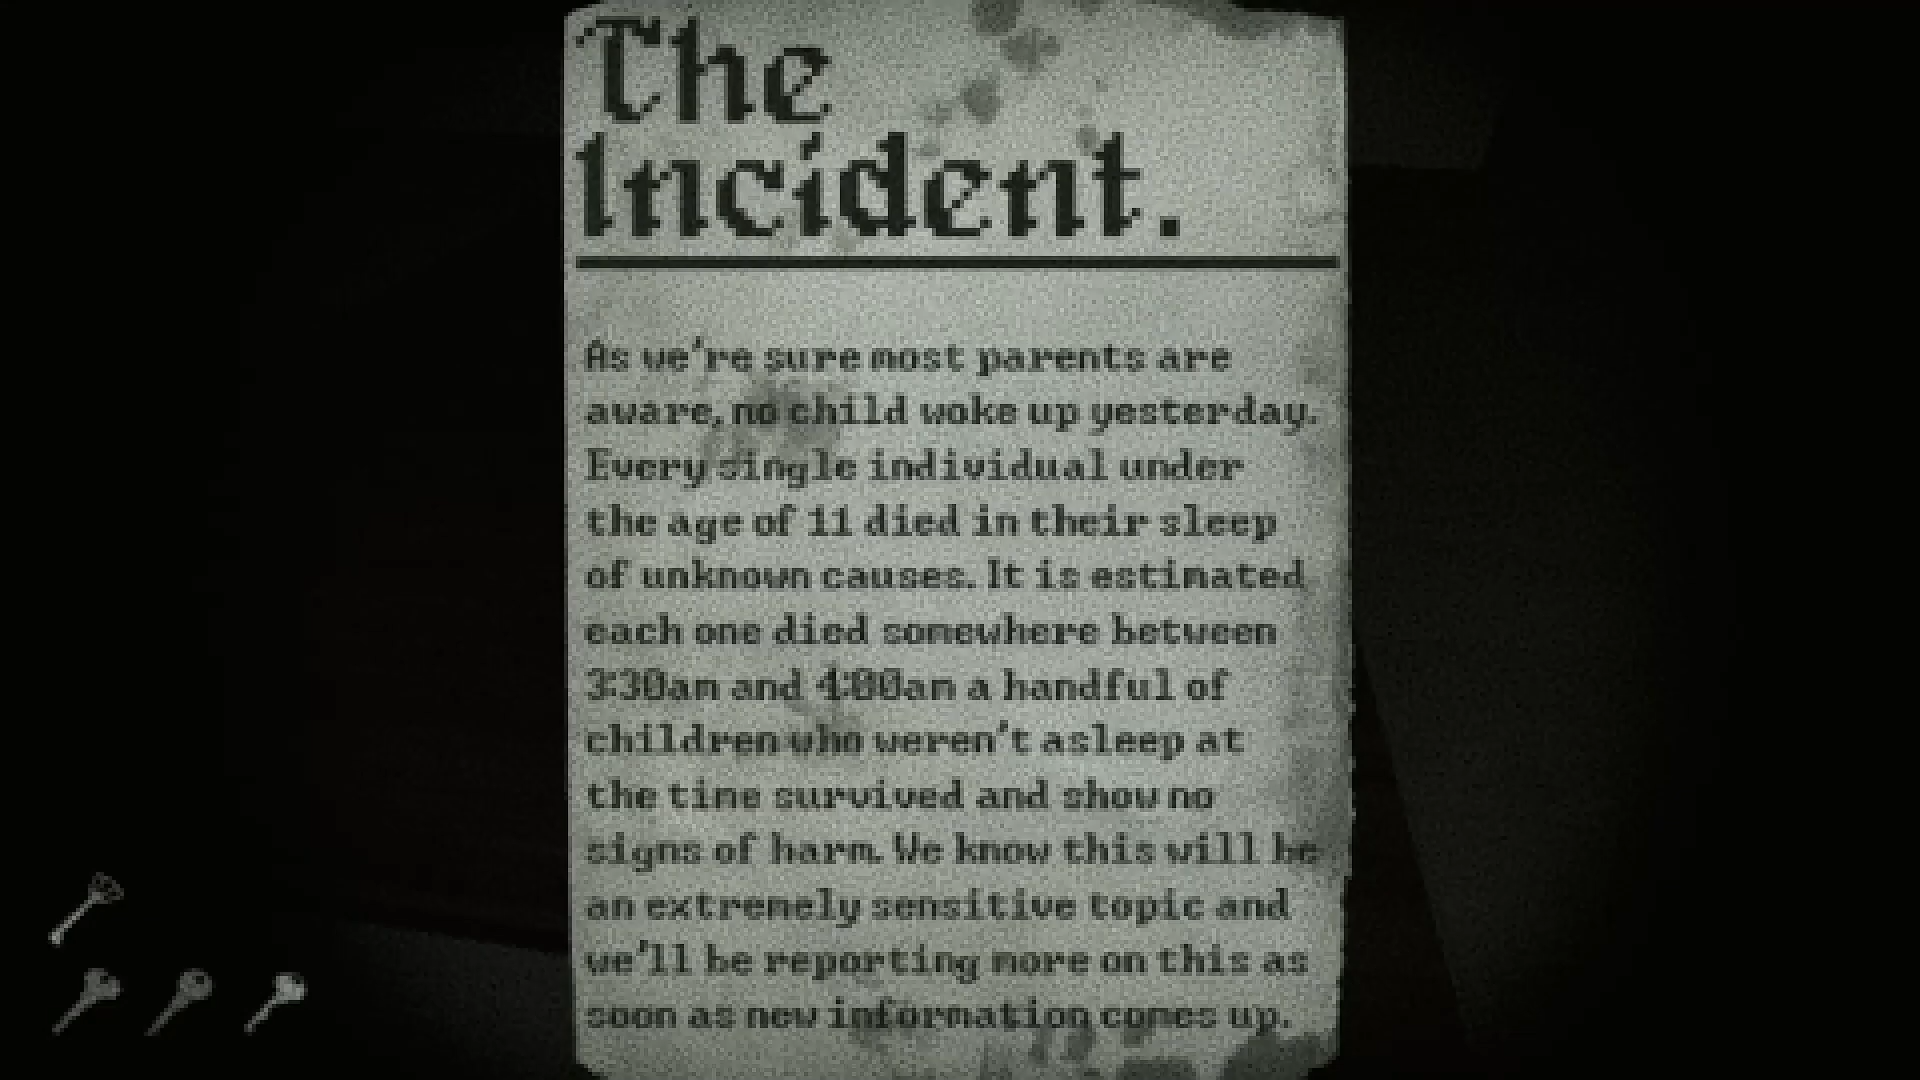 The
Incident.
As we're sure most parents are
aware, no child woke up yesterday.
Every single individual under
the age of 11 died in their sleep
of unknown causes. It is estimated
each one died somewhere between
3:30am and 4:00am a handful of
children who weren't asleep at
the time survived and show no
signs of harm. We know this will be
an extremely sensitive topic and
we'll be reporting more on this as
soon as new information comes up.